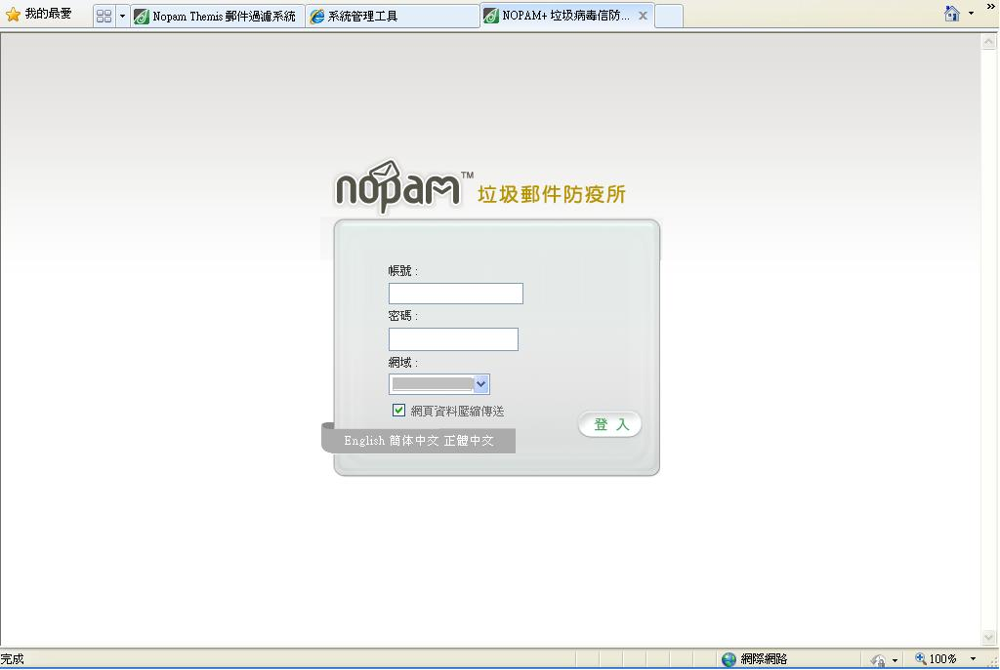 我的最愛
Nopam Themis 郵件過濾系統
系統管理工具
NOPAM+ 垃圾病毒信防...
nopam™ 垃圾郵件防疫所
帳號 :
密碼 :
網域 :
網頁資料壓縮傳送
登 入
English 簡体中文 正體中文
完成
網際網路
100%